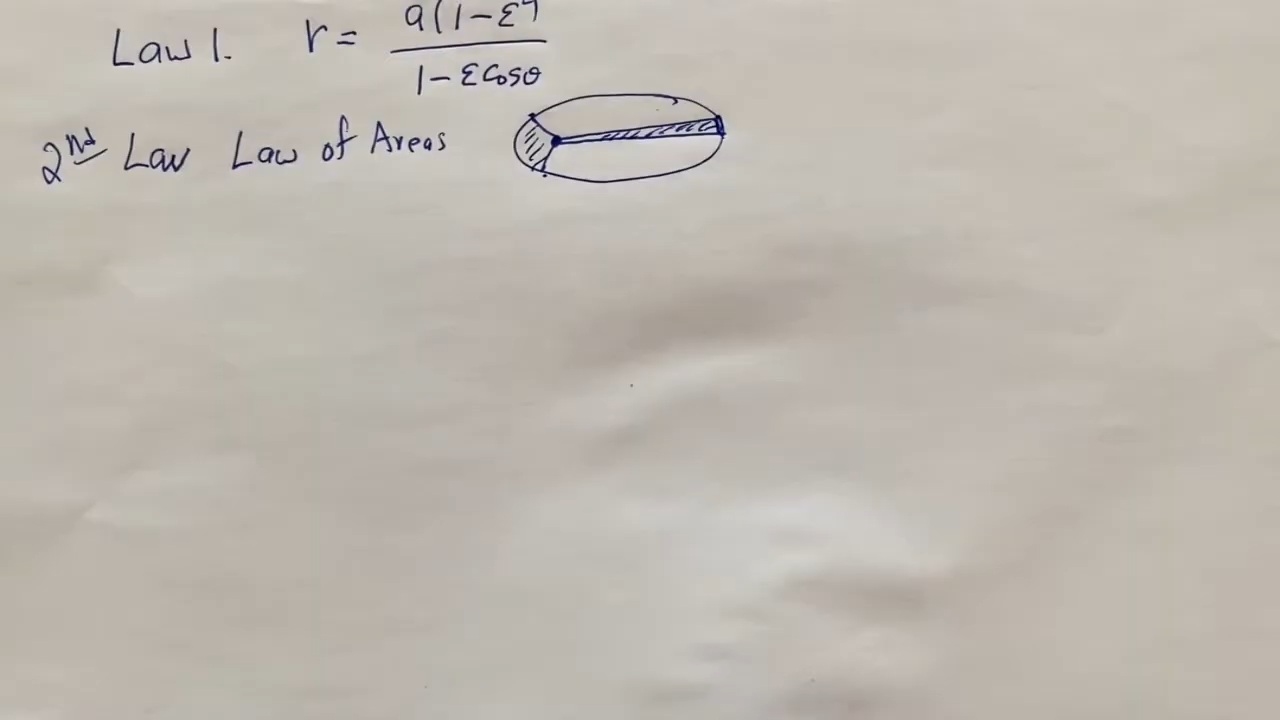 Law 1. r = a(1-ε²) / 1-εcosθ
2nd Law Law of Areas